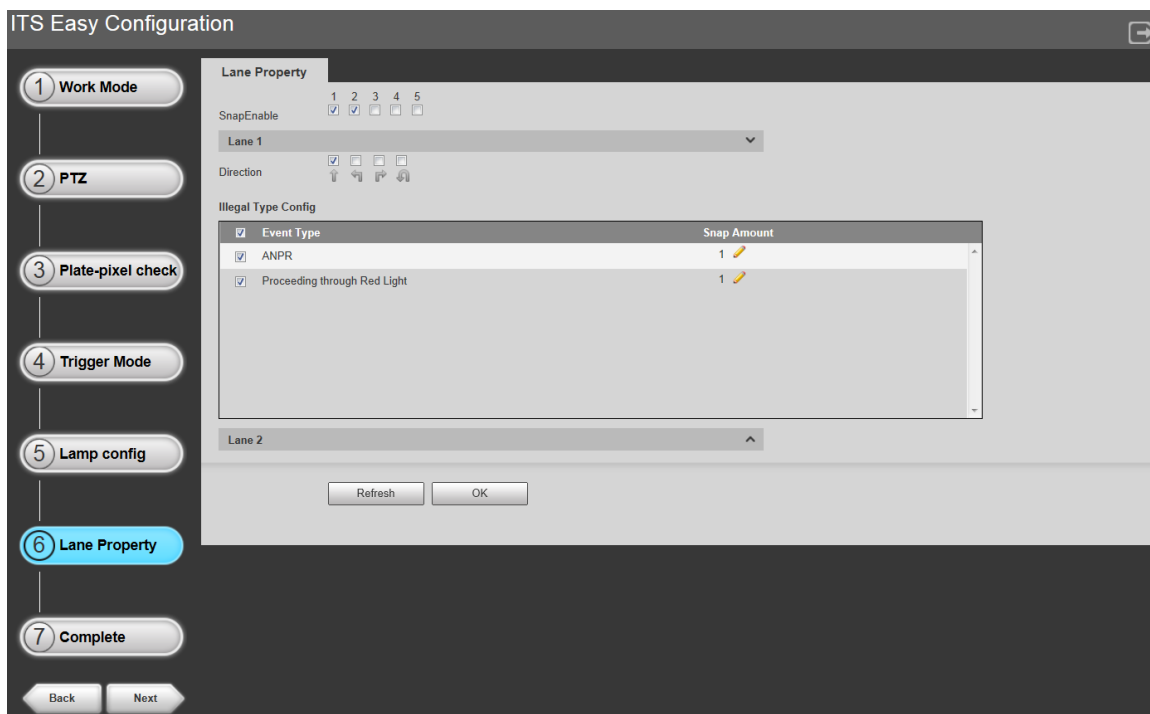 ITS Easy Configuration
1 Work Mode
2 PTZ
3 Plate-pixel check
4 Trigger Mode
5 Lamp config
6 Lane Property
7 Complete
Back Next
Lane Property
1 2 3 4 5
SnapEnable
Lane 1
Direction
Illegal Type Config
Event Type Snap Amount
ANPR 1
Proceeding through Red Light 1
Lane 2
Refresh OK